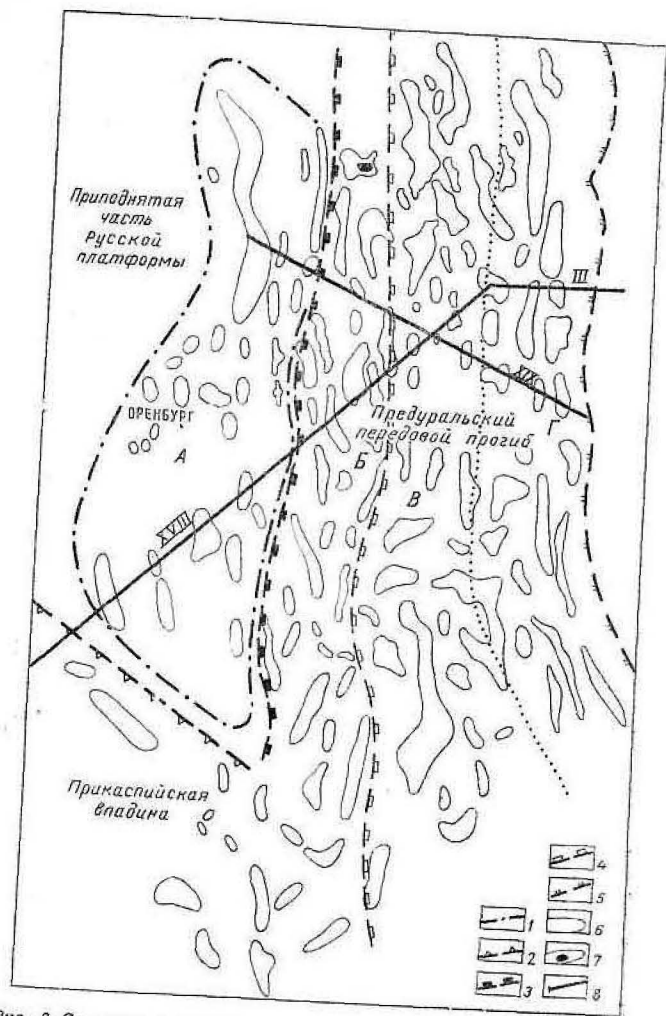 Приподнятая
часть
Русской
платформы
III
XIX
ОРЕНБУРГ
А
Предуральский
передовой прогиб
Г
Б
В
XVIII
Прикаспийская
впадина
4
5
1
6
2
7
3
8